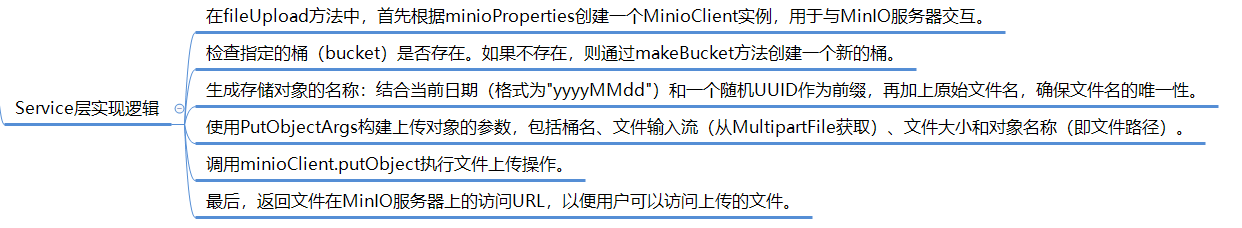 在fileUpload方法中，首先根据minioProperties创建一个MinioClient实例，用于与MinIO服务器交互。
检查指定的桶（bucket）是否存在。如果不存在，则通过makeBucket方法创建一个新的桶。
Service层实现逻辑
生成存储对象的名称：结合当前日期（格式为"yyyyMMdd"）和一个随机UUID作为前缀，再加上原始文件名，确保文件名的唯一性。
使用PutObjectArgs构建上传对象的参数，包括桶名、文件输入流（从MultipartFile获取）、文件大小和对象名称（即文件路径）。
调用minioClient.putObject执行文件上传操作。
最后，返回文件在MinIO服务器上的访问URL，以便用户可以访问上传的文件。